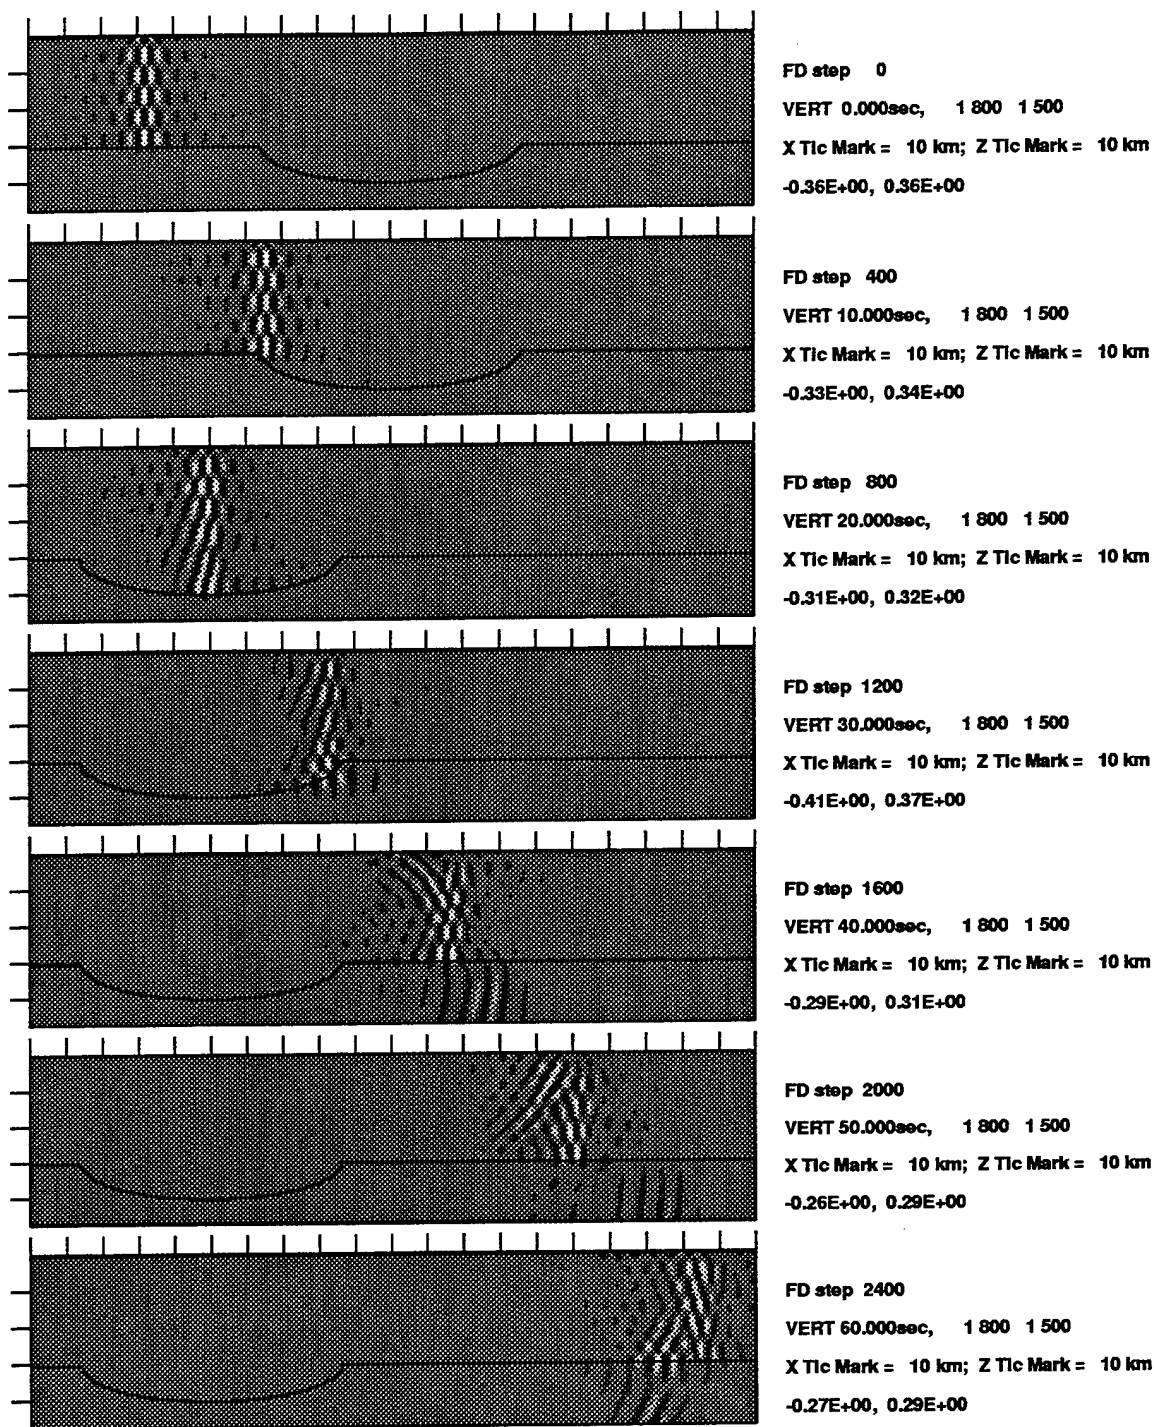 FD step 0
VERT 0.000sec, 1 800 1 500
X Tic Mark = 10 km; Z Tic Mark = 10 km
-0.36E+00, 0.36E+00
FD step 400
VERT 10.000sec, 1 800 1 500
X Tic Mark = 10 km; Z Tic Mark = 10 km
-0.33E+00, 0.34E+00
FD step 800
VERT 20.000sec, 1 800 1 500
X Tic Mark = 10 km; Z Tic Mark = 10 km
-0.31E+00, 0.32E+00
FD step 1200
VERT 30.000sec, 1 800 1 500
X Tic Mark = 10 km; Z Tic Mark = 10 km
-0.41E+00, 0.37E+00
FD step 1600
VERT 40.000sec, 1 800 1 500
X Tic Mark = 10 km; Z Tic Mark = 10 km
-0.29E+00, 0.31E+00
FD step 2000
VERT 50.000sec, 1 800 1 500
X Tic Mark = 10 km; Z Tic Mark = 10 km
-0.26E+00, 0.29E+00
FD step 2400
VERT 60.000sec, 1 800 1 500
X Tic Mark = 10 km; Z Tic Mark = 10 km
-0.27E+00, 0.29E+00